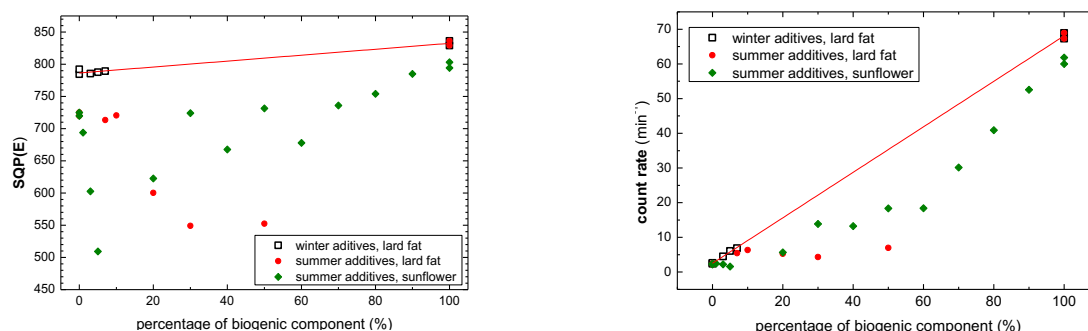 850
800
750
700
650
600
550
500
450
SQP(E)
winter aditives, lard fat
summer additives, lard fat
summer additives, sunflower
0 20 40 60 80 100
percentage of biogenic component (%)
70
60
50
40
30
20
10
0
count rate (min⁻¹)
winter aditives, lard fat
summer additives, lard fat
summer additives, sunflower
0 20 40 60 80 100
percentage of biogenic component (%)